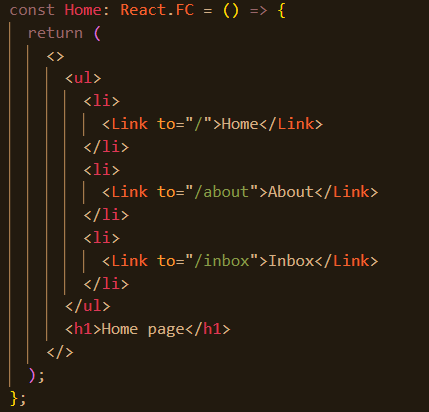 const Home: React.FC = () => {
  return (
    <>
      <ul>
        <li>
          <Link to="/">Home</Link>
        </li>
        <li>
          <Link to="/about">About</Link>
        </li>
        <li>
          <Link to="/inbox">Inbox</Link>
        </li>
      </ul>
      <h1>Home page</h1>
    </>
  );
};